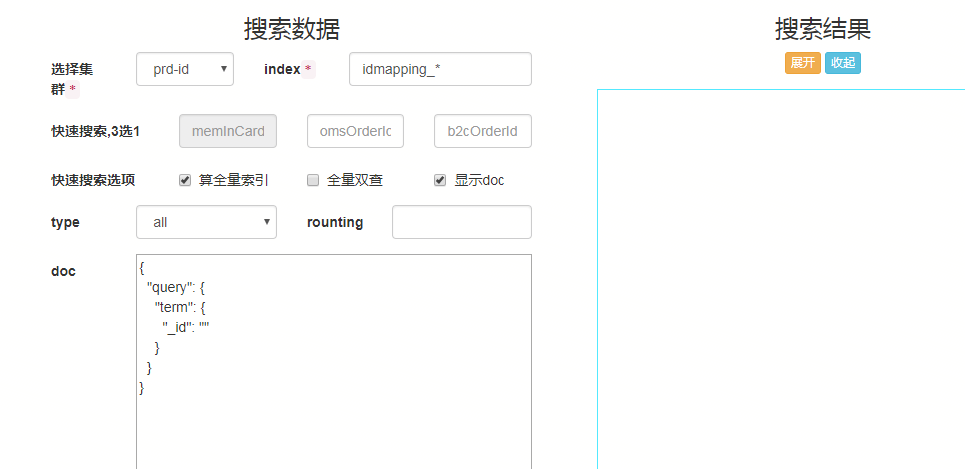 搜索数据
搜索结果
选择集群*
prd-id
index*
idmapping_*
展开 收起
快速搜索,3选1
memInCard
omsOrderId
b2cOrderId
快速搜索选项
算全量索引
全量双查
显示doc
type
all
rounting
doc
{
"query": {
"term": {
"_id": ""
}
}
}